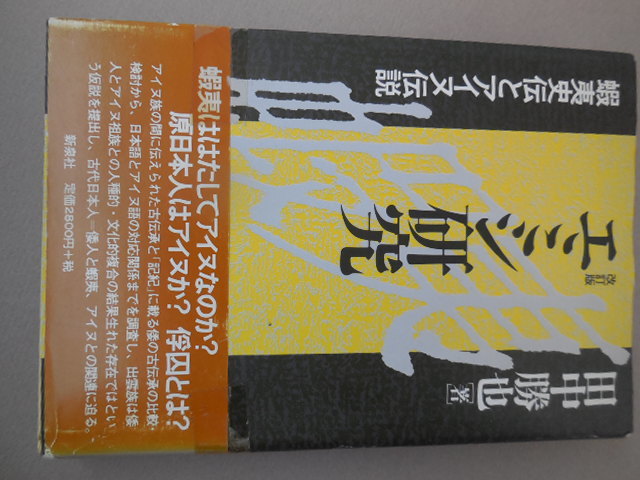 蝦夷史伝とアイヌ伝説
エミシ研究
改訂版
田中勝也[著]
蝦夷ははたしてアイヌなのか?
原日本人はアイヌか? 俘囚とは?
アイヌ族の間に伝えられた古伝承と「記紀」に載る倭の古伝承の比較・
検討から、日本語とアイヌ語の対応関係までを調査し、出雲族は倭
人とアイヌ祖族との人種的・文化的複合の結果生れた存在ではとい
う仮説を提出し、古代日本人―倭人と蝦夷、アイヌとの関連に迫る。
新泉社 定価2800円+税